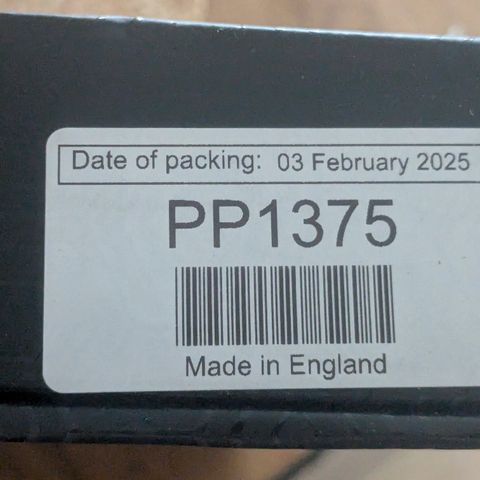 Date of packing: 03 February 2025
PP1375
Made in England